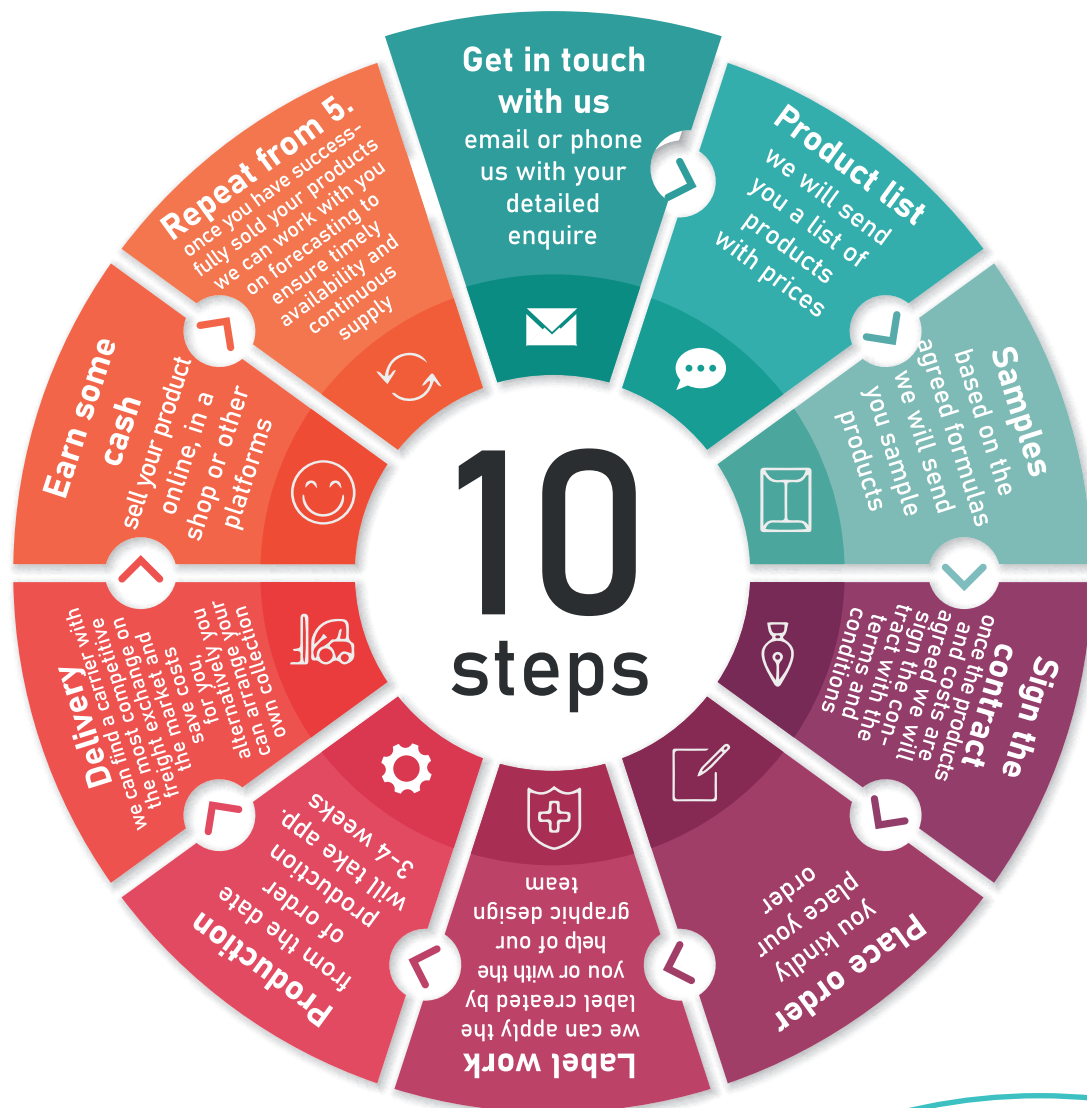 10
steps
Get in touch
with us
email or phone
us with your
detailed
enquire
Product list
we will send
you a list of
products
with prices
Samples
based on the
agreed formulas
we will send
you sample
products
Sign the
contract
once the products
and costs are
agreed we will
sign the con-
tract with the
terms and
conditions
Place order
you kindly
place your
order
Label work
we can apply the
label created by
you or with the
help of our
graphic design
team
Production
from the date
of order
production
will take app.
3-4 weeks
Delivery
we can find a carrier with
the most competitive
freight exchange on
the market and
save costs
for you,
alternatively you
can arrange your
own collection
Earn some
cash
sell your product
online, in a
shop or other
platforms
Repeat from 5.
once you have success-
fully sold your products
we can work with you
on forecasting to
ensure timely
availability and
continuous
supply